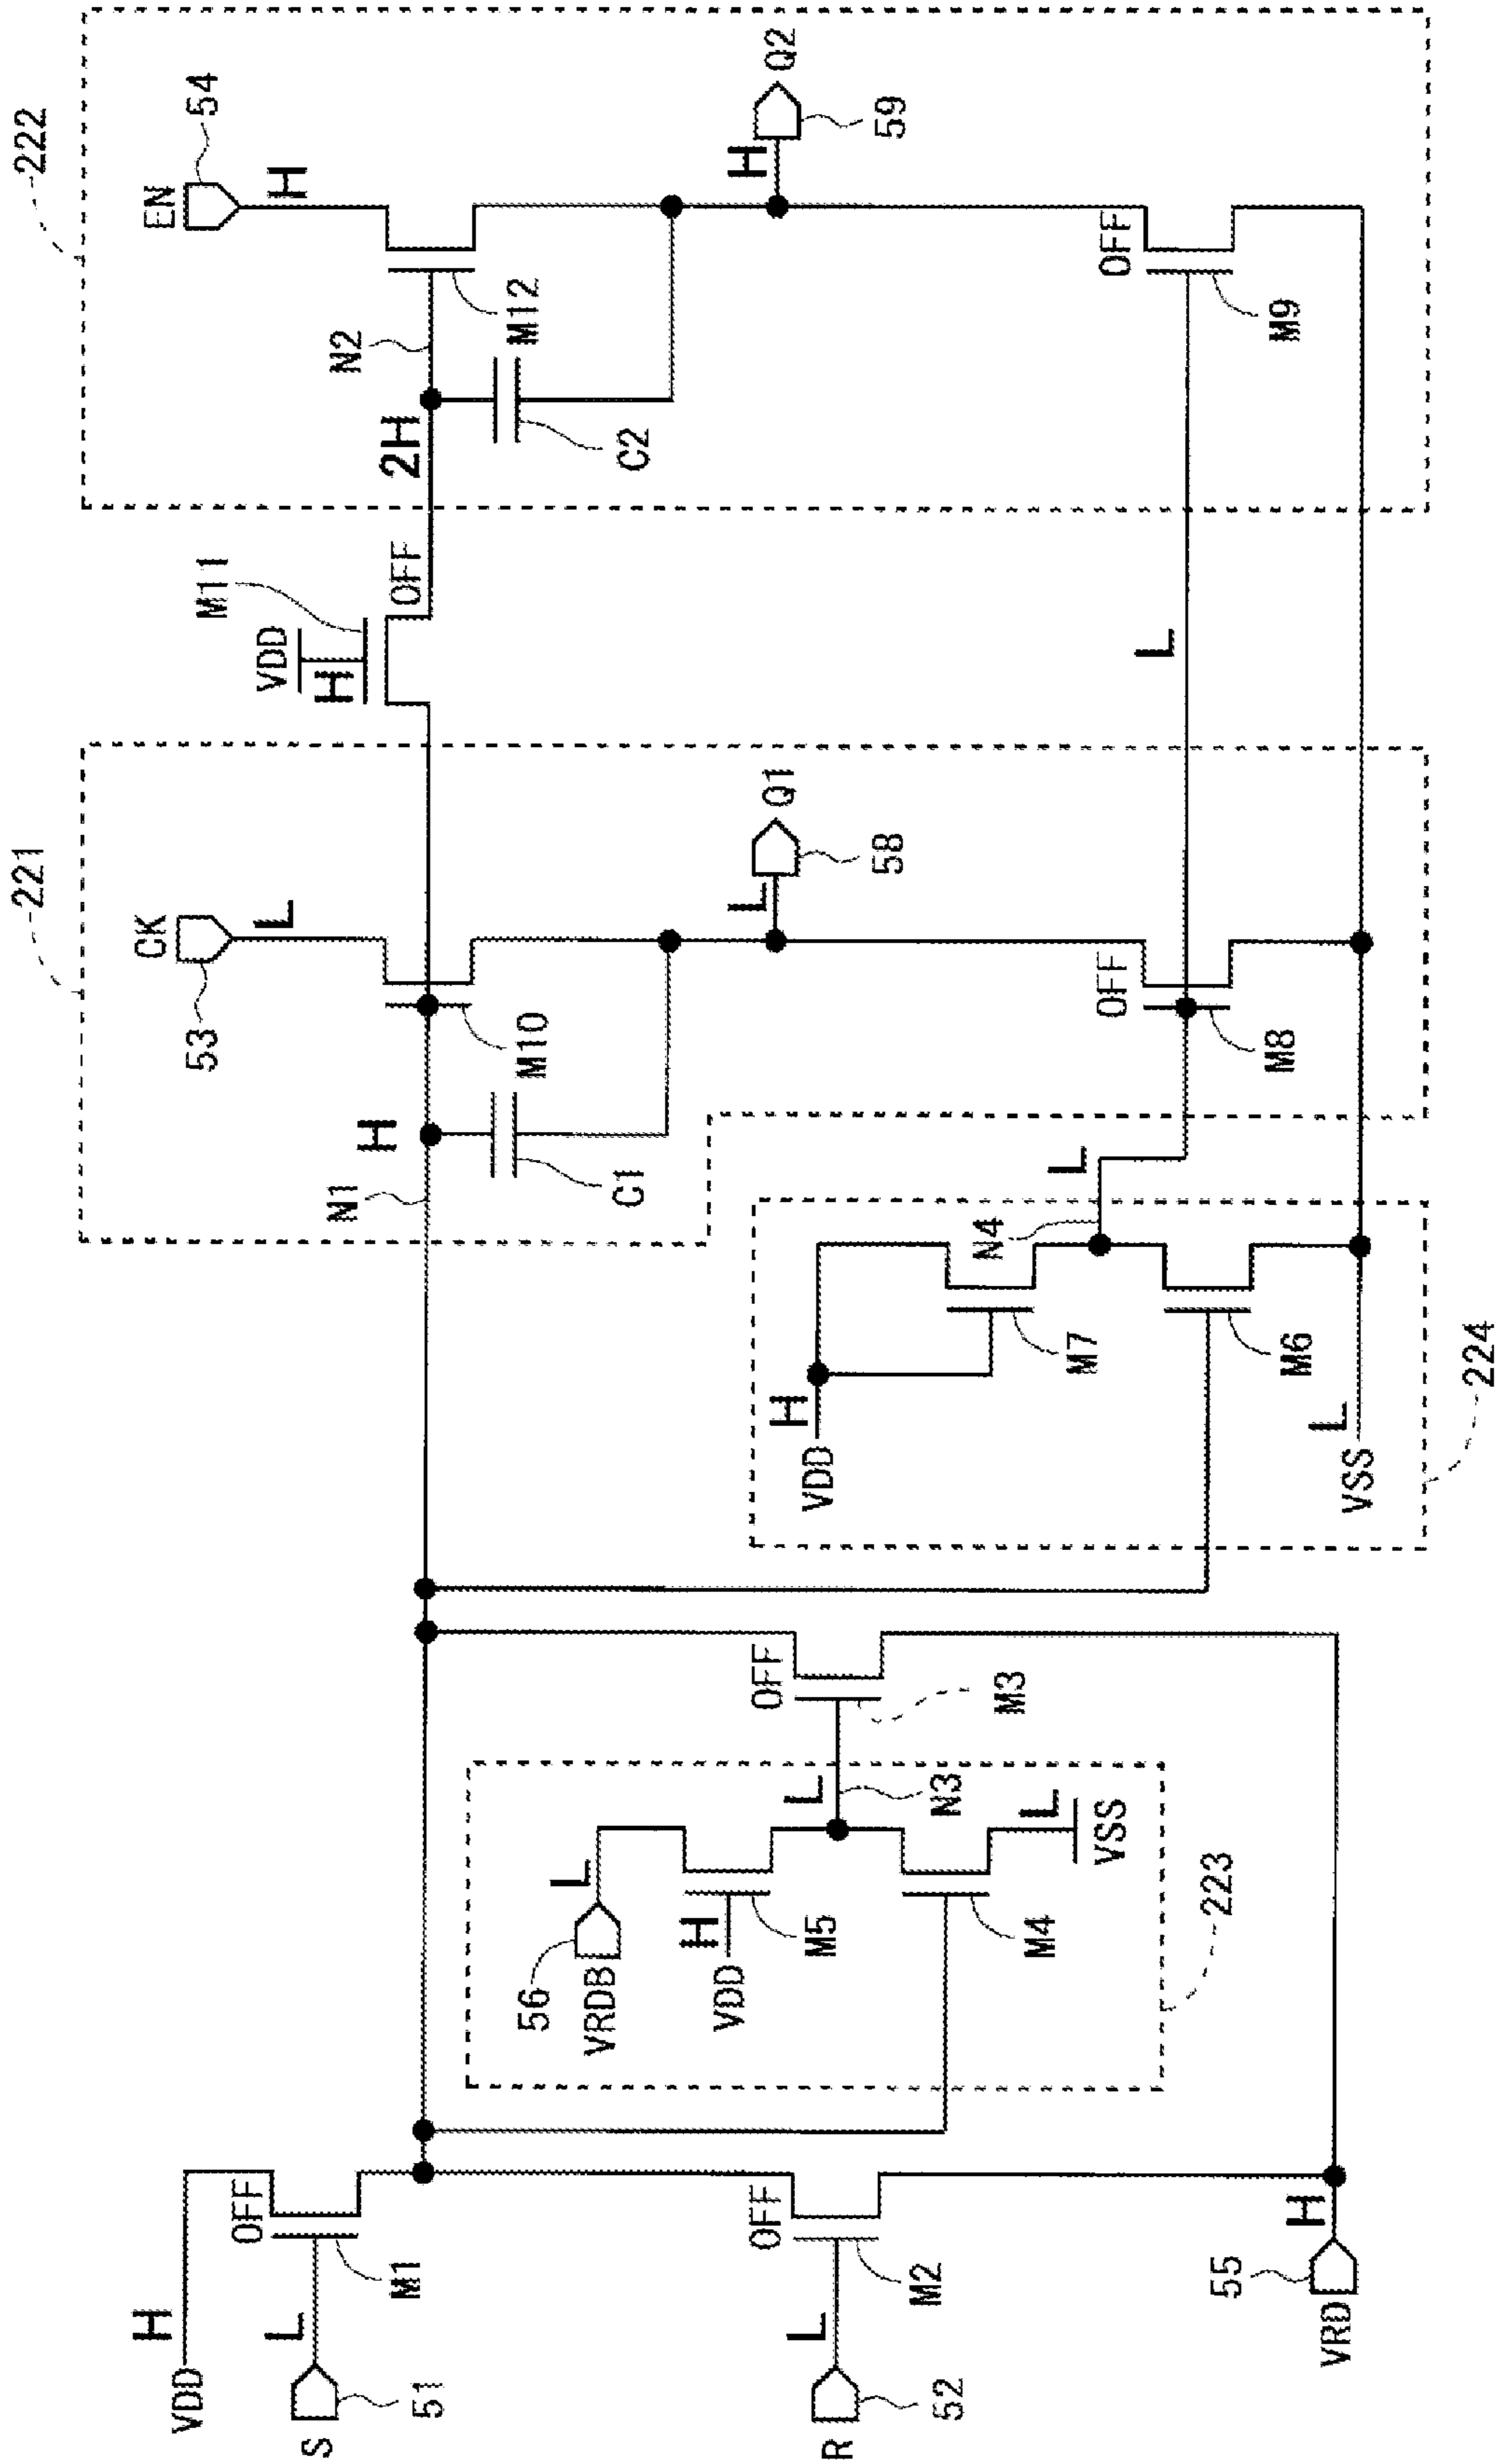 222
54
EN
H
N2
M12
2H
C2
H
Q2
59
OFF
M9
M11
VDD
H
OFF
L
221
CK
53
L
M10
H
N1
C1
L
Q1
58
OFF
M8
L
N4
H
VDD
M7
M6
L
VSS
224
OFF
M3
L
N3
56
VRDB
L
H
VDD
M5
M4
L
VSS
223
H
VDD
OFF
M1
L
S
51
OFF
M2
L
R
52
H
55
VRD